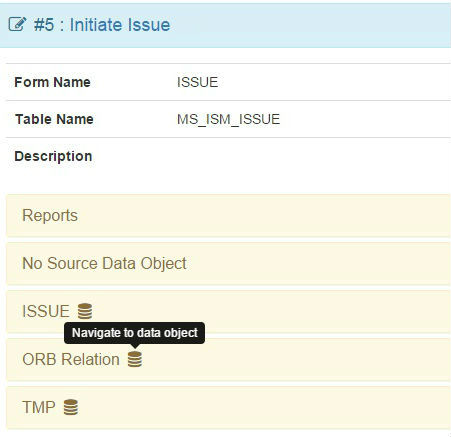 #5 : Initiate Issue
Form Name ISSUE
Table Name MS_ISM_ISSUE
Description
Reports
No Source Data Object
ISSUE
Navigate to data object
ORB Relation
TMP